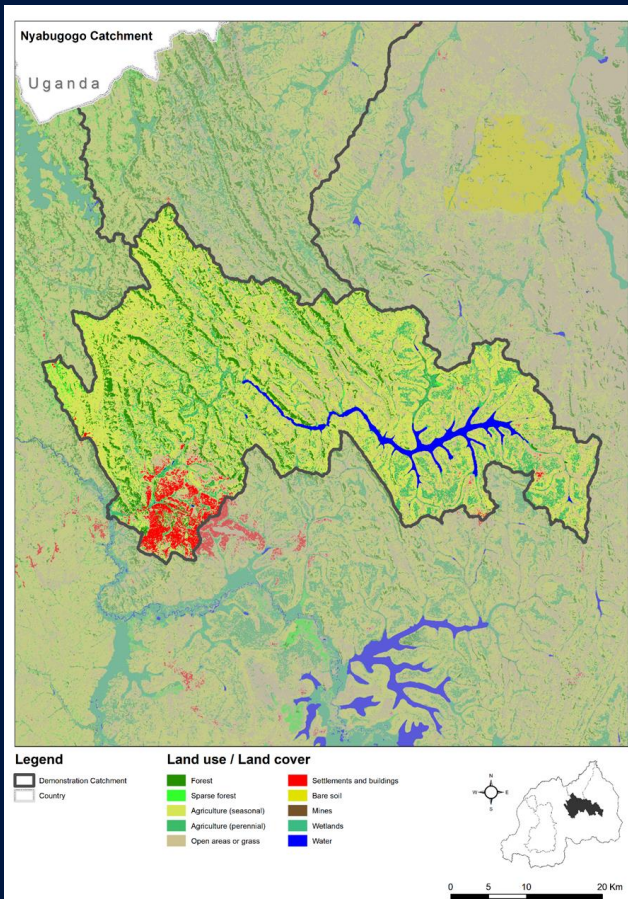 Nyabugogo Catchment
Uganda
Legend
Demonstration Catchment
Country
Land use / Land cover
Forest
Sparse forest
Agriculture (seasonal)
Agriculture (perennial)
Open areas or grass
Settlements and buildings
Bare soil
Mines
Wetlands
Water
N
W E
S
0 5 10 20 Km